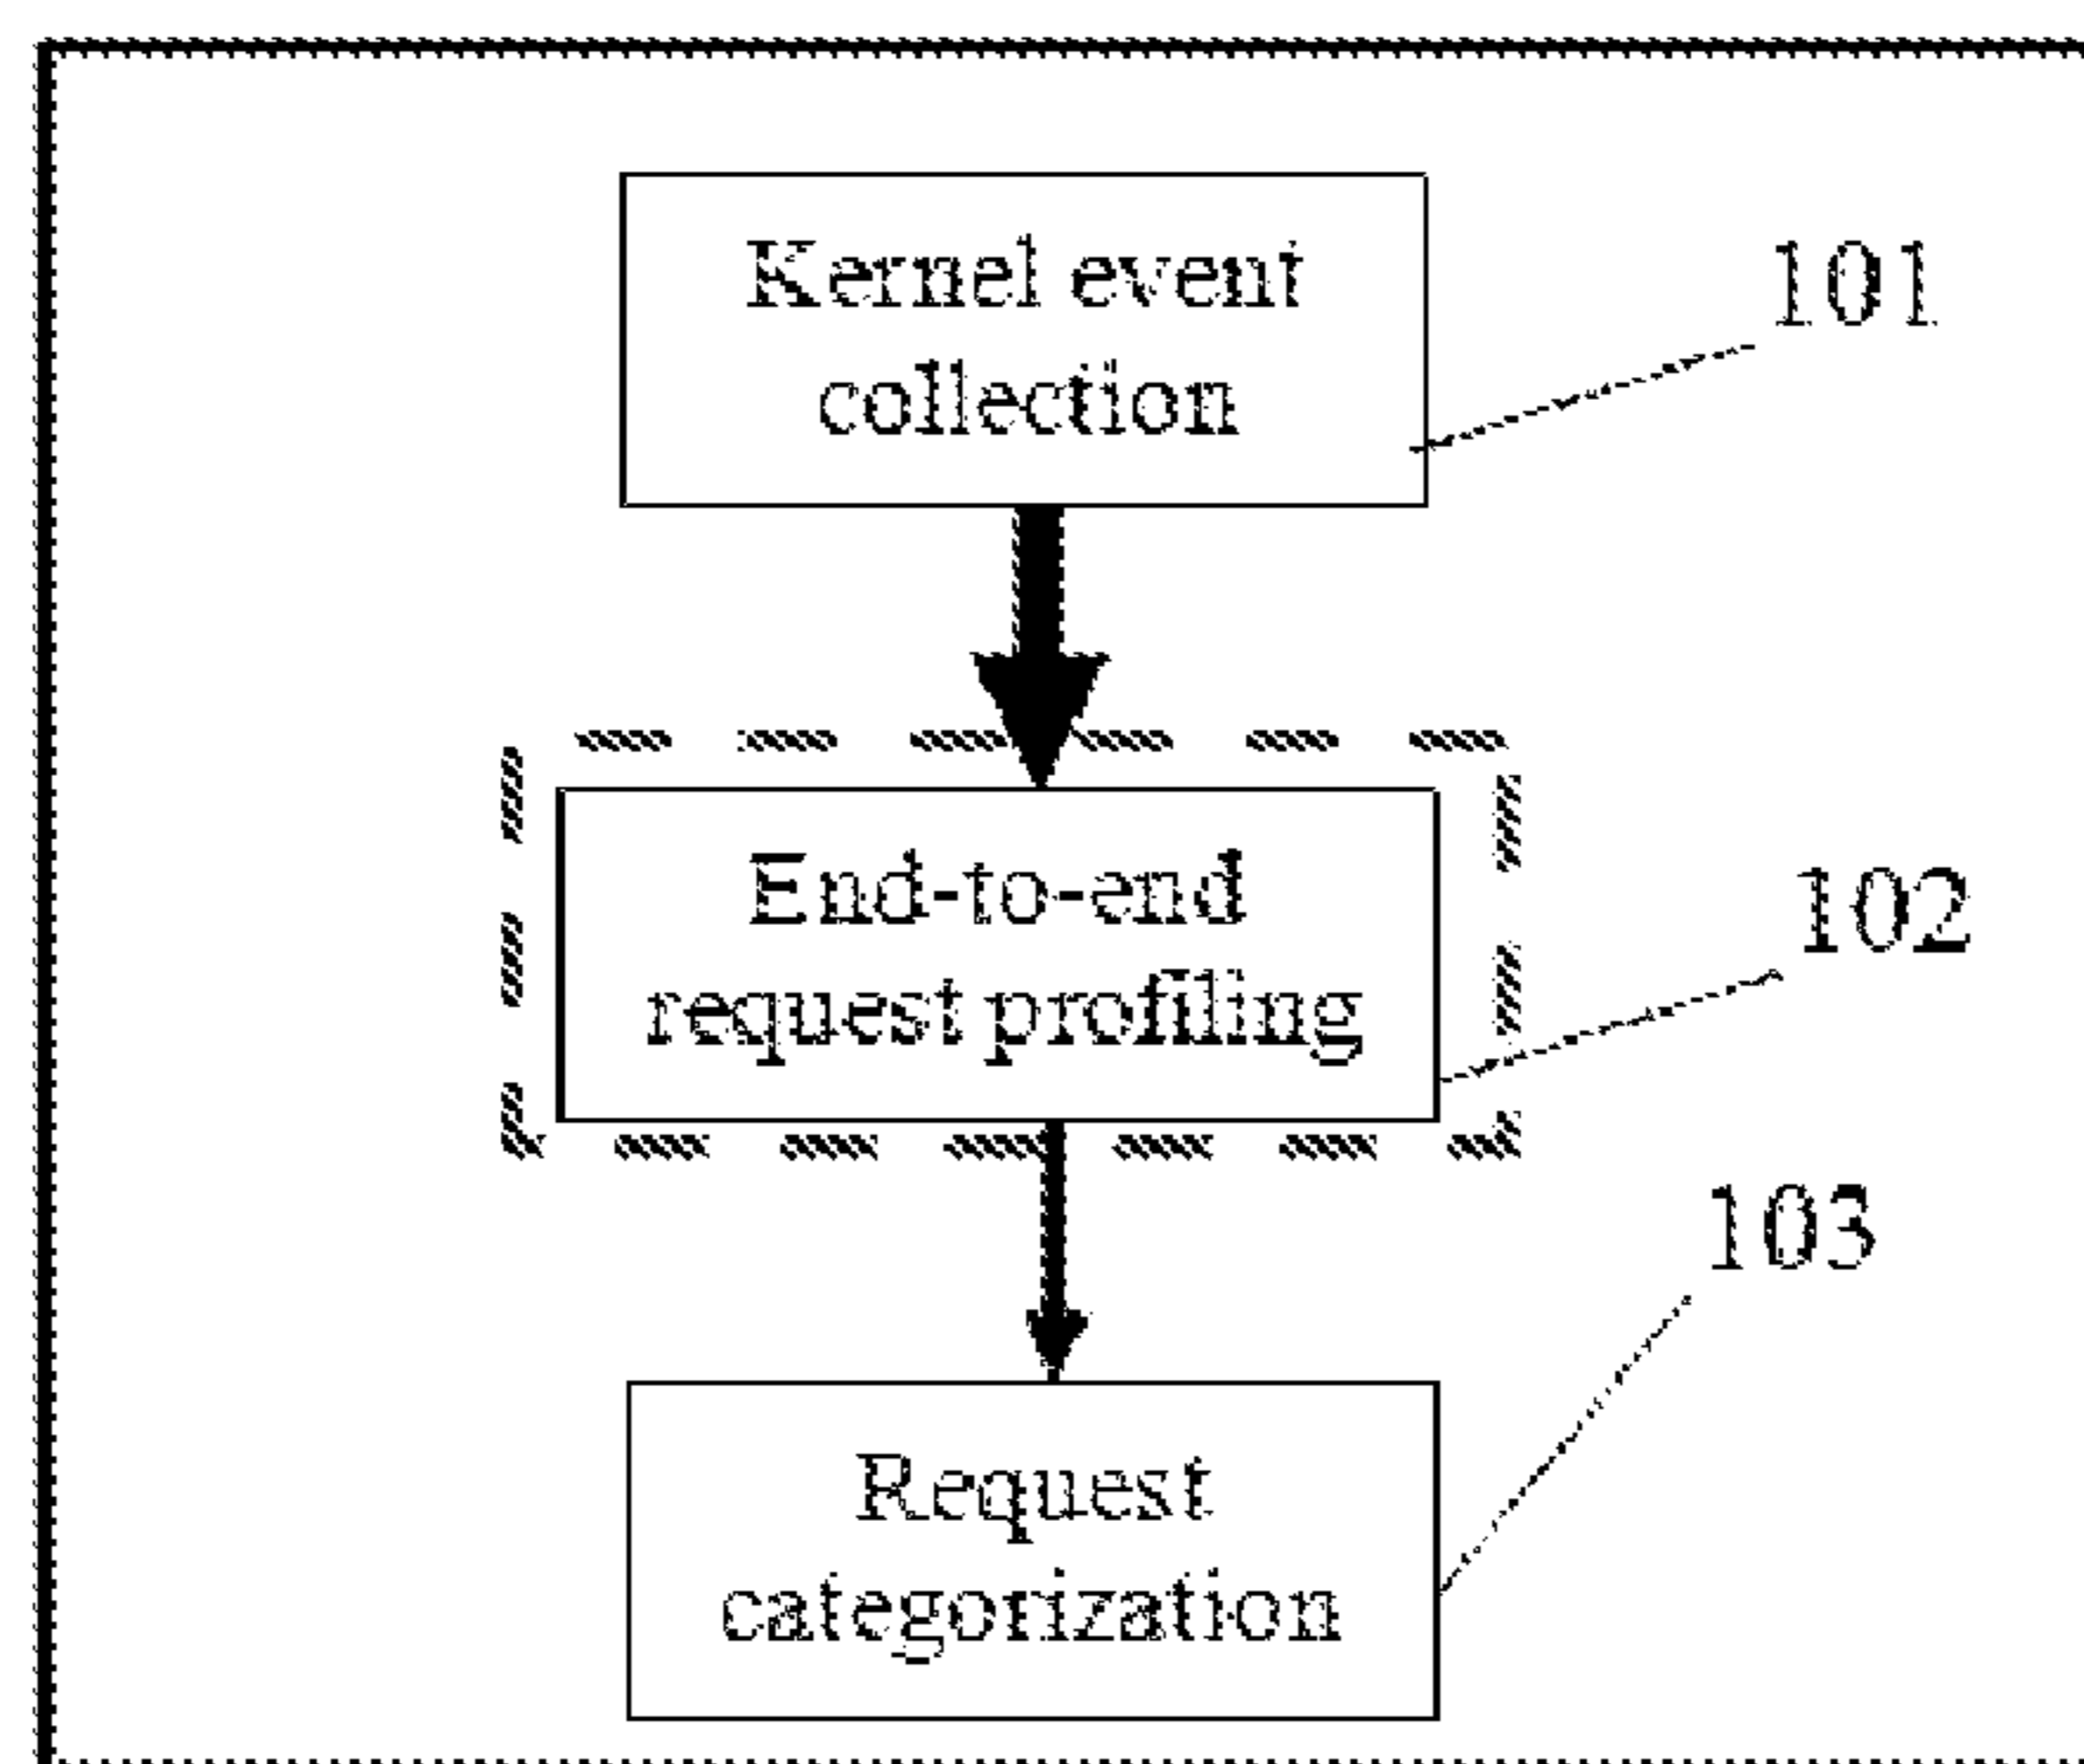 Kernel event
collection
101
End-to-end
request profiling
102
103
Request
categorization